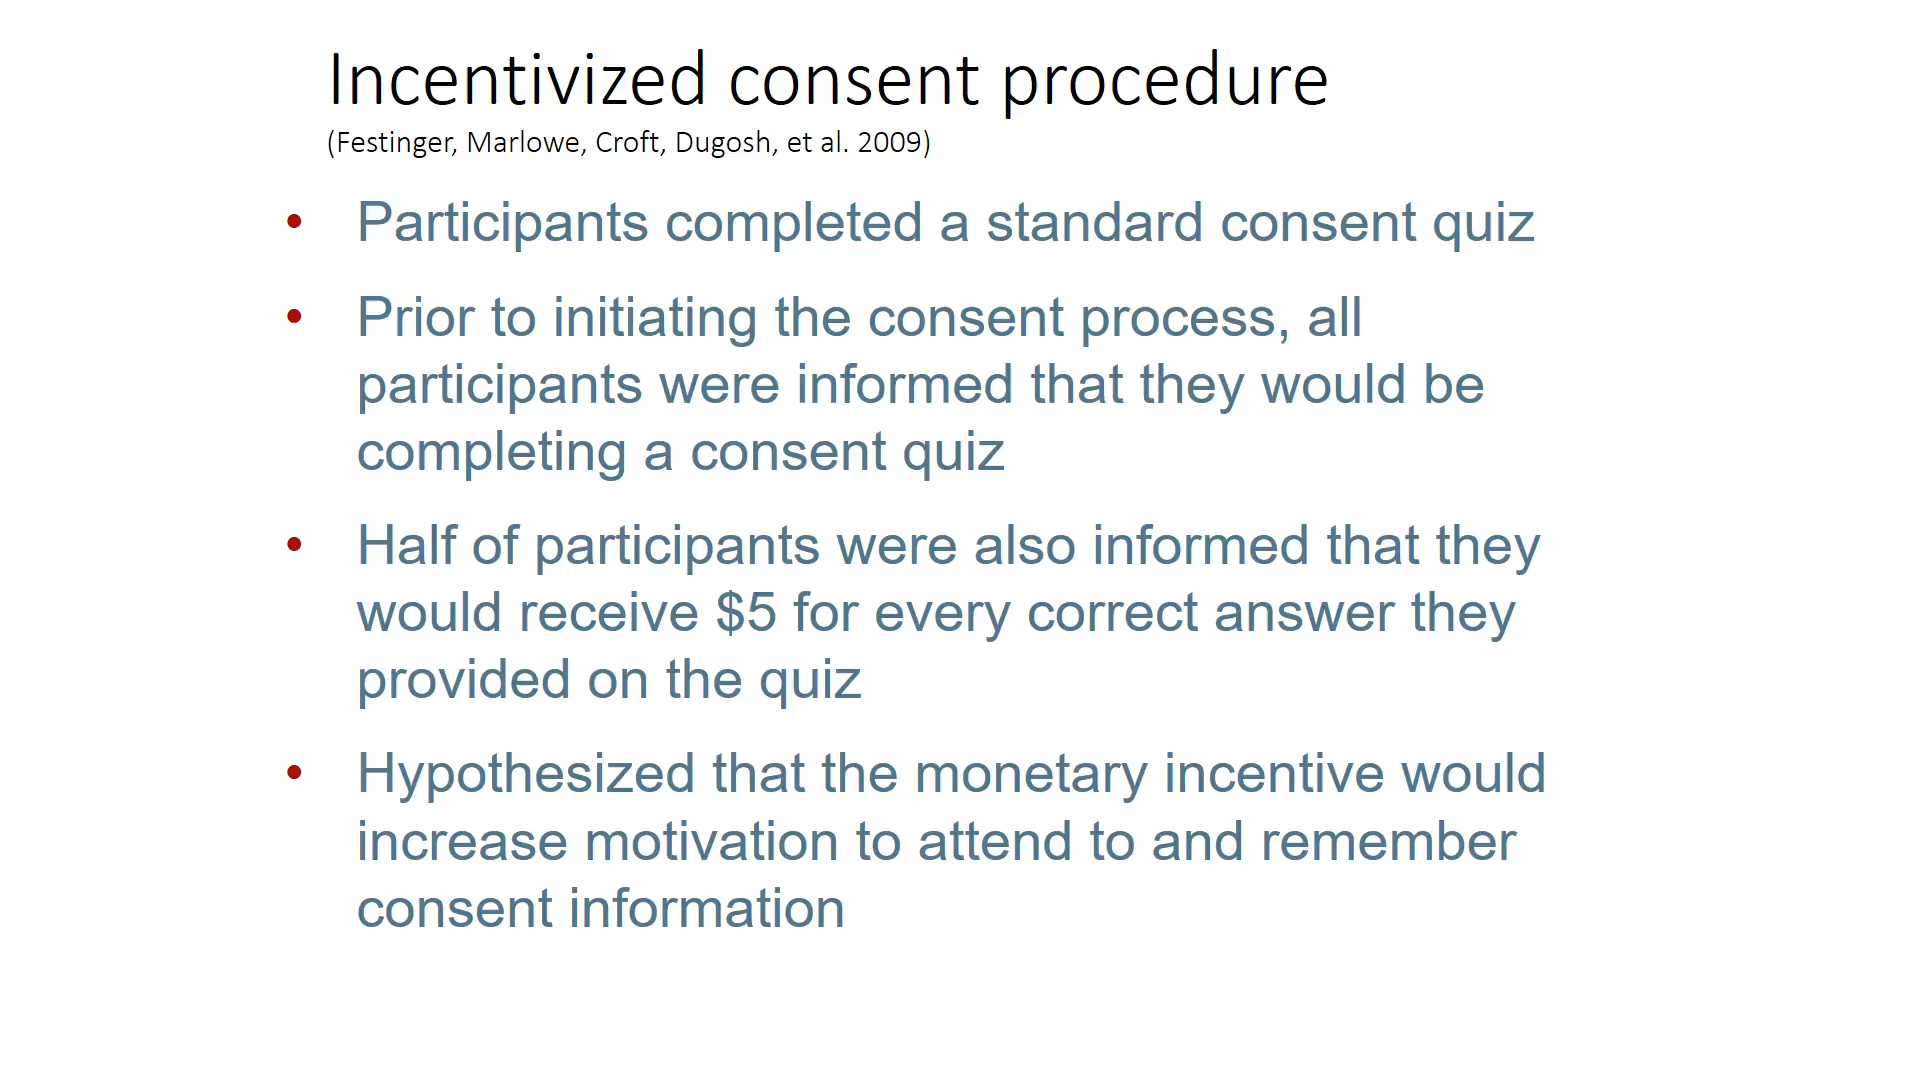 Incentivized consent procedure
(Festinger, Marlowe, Croft, Dugosh, et al. 2009)
• Participants completed a standard consent quiz
• Prior to initiating the consent process, all
participants were informed that they would be
completing a consent quiz
• Half of participants were also informed that they
would receive $5 for every correct answer they
provided on the quiz
• Hypothesized that the monetary incentive would
increase motivation to attend to and remember
consent information